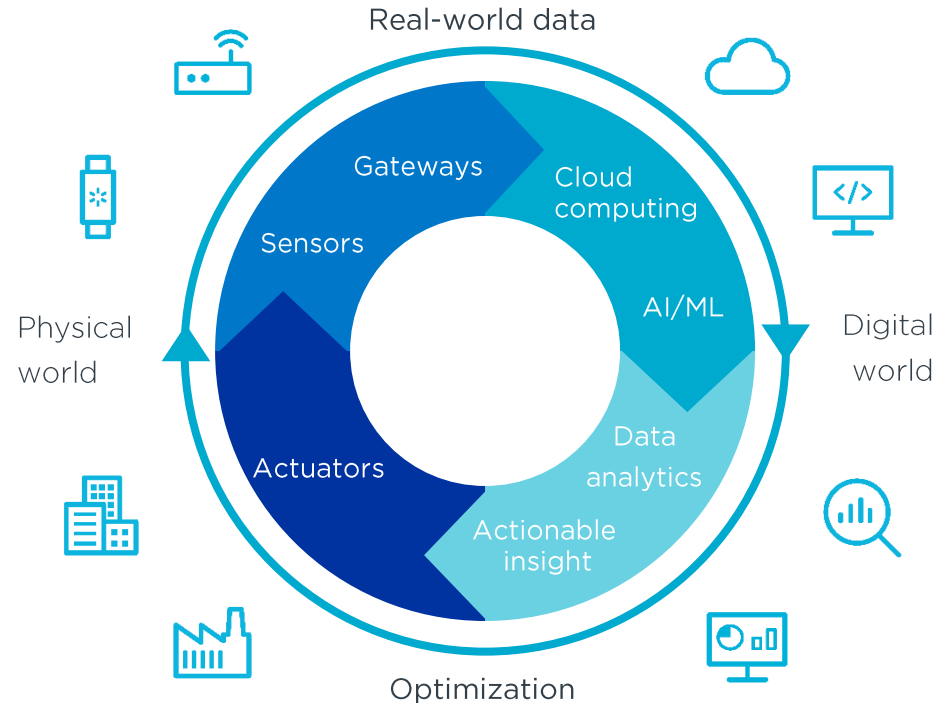 Real-world data
Gateways
Cloud
computing
Sensors
</>
AI/ML
Physical
world
Digital
world
Data
analytics
Actuators
Actionable
insight
Optimization